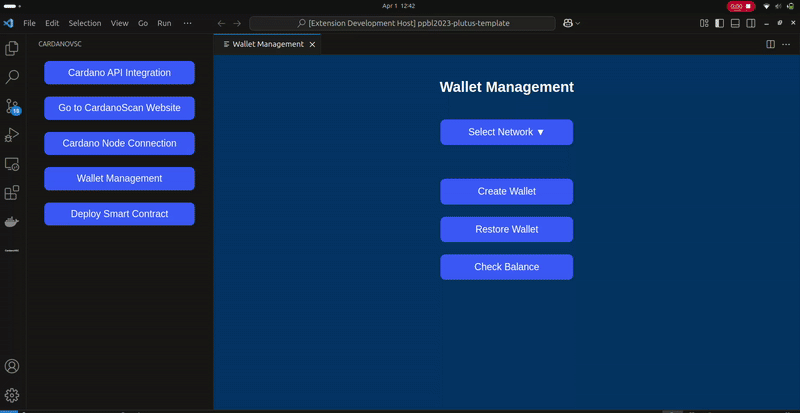 Apr 1 12:42
0:00
File Edit Selection View Go Run ···
[Extension Development Host] ppbl2023-plutus-template
CARDANOVSC
Wallet Management
Cardano API Integration
Go to CardanoScan Website
Cardano Node Connection
Wallet Management
Deploy Smart Contract
Wallet Management
Select Network ▼
Create Wallet
Restore Wallet
Check Balance